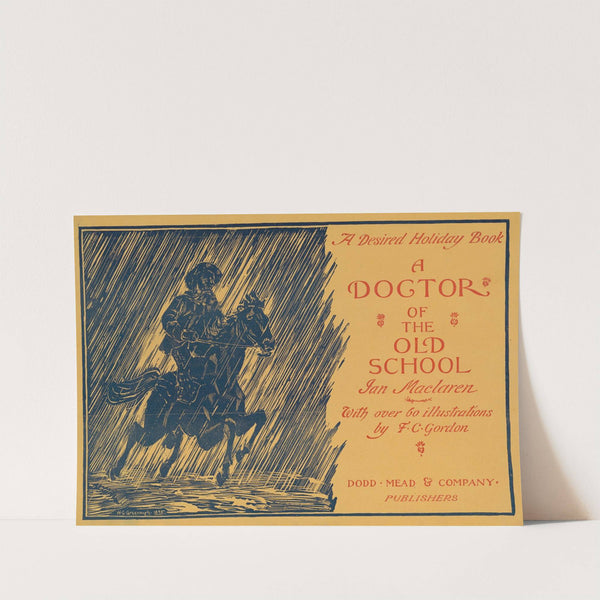 A Desired Holiday Book
A
DOCTOR
OF
THE
OLD
SCHOOL
Ian Maclaren
With over 60 illustrations
by F. C. Gordon
DODD · MEAD & COMPANY ·
PUBLISHERS